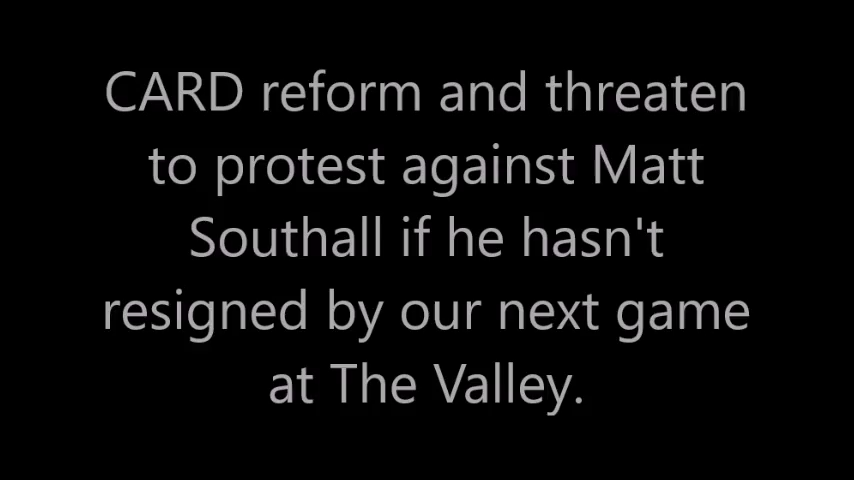 CARD reform and threaten
to protest against Matt
Southall if he hasn't
resigned by our next game
at The Valley.